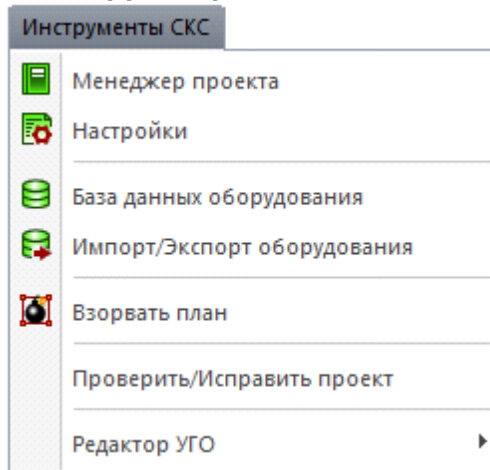 Инструменты СКС
Менеджер проекта
Настройки
База данных оборудования
Импорт/Экспорт оборудования
Взорвать план
Проверить/Исправить проект
Редактор УГО